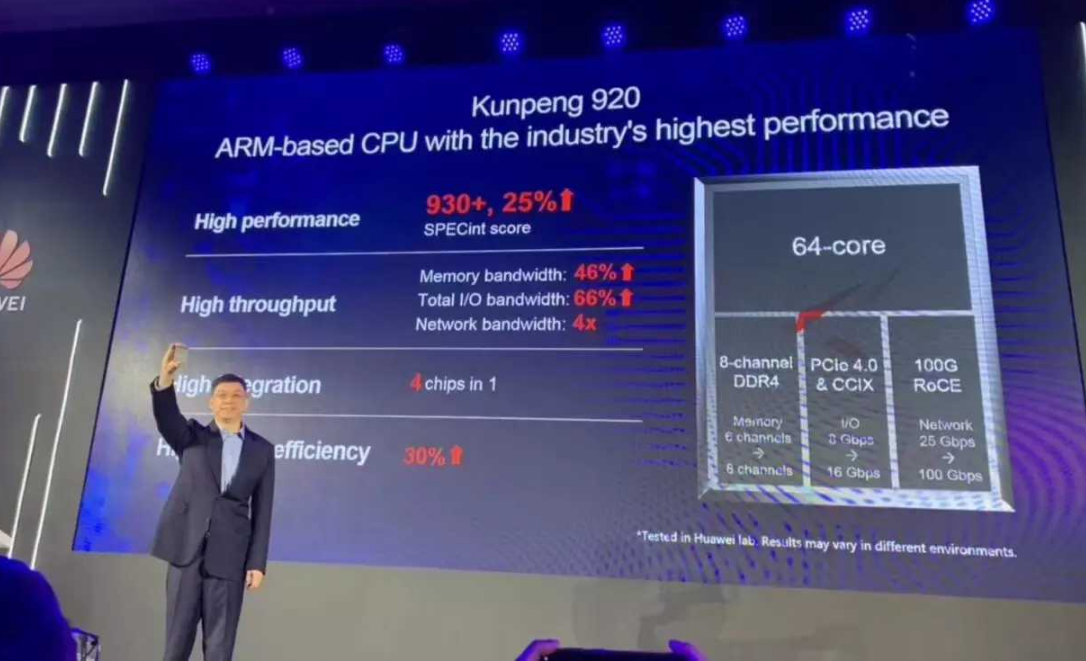 Kunpeng 920
ARM-based CPU with the industry's highest performance
High performance
930+, 25%↑
SPECint score
High throughput
Memory bandwidth: 46%↑
Total I/O bandwidth: 66%↑
Network bandwidth: 4x
4 chips in 1
efficiency
30%↑
64-core
8-channel
DDR4
Memory
6 channels
→
8 channels
PCIe 4.0
& CCIX
I/O
8 Gbps
→
16 Gbps
100G
RoCE
Network
25 Gbps
→
100 Gbps
*Tested in Huawei lab. Results may vary in different environments.